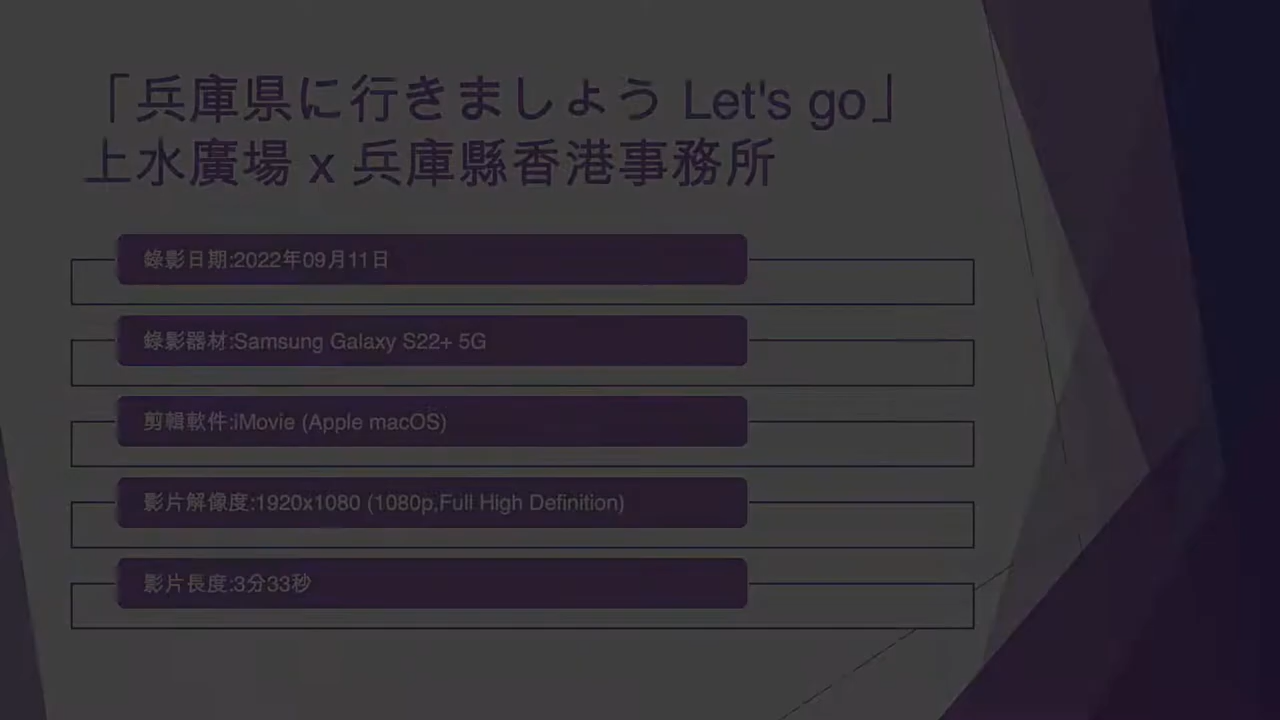 「兵庫県に行きましよう Let's go」
上水廣場 x 兵庫縣香港事務所
錄影日期:2022年09月11日
錄影器材:Samsung Galaxy S22+ 5G
剪輯軟件:iMovie (Apple macOS)
影片解像度:1920x1080 (1080p,Full High Definition)
影片長度:3分33秒